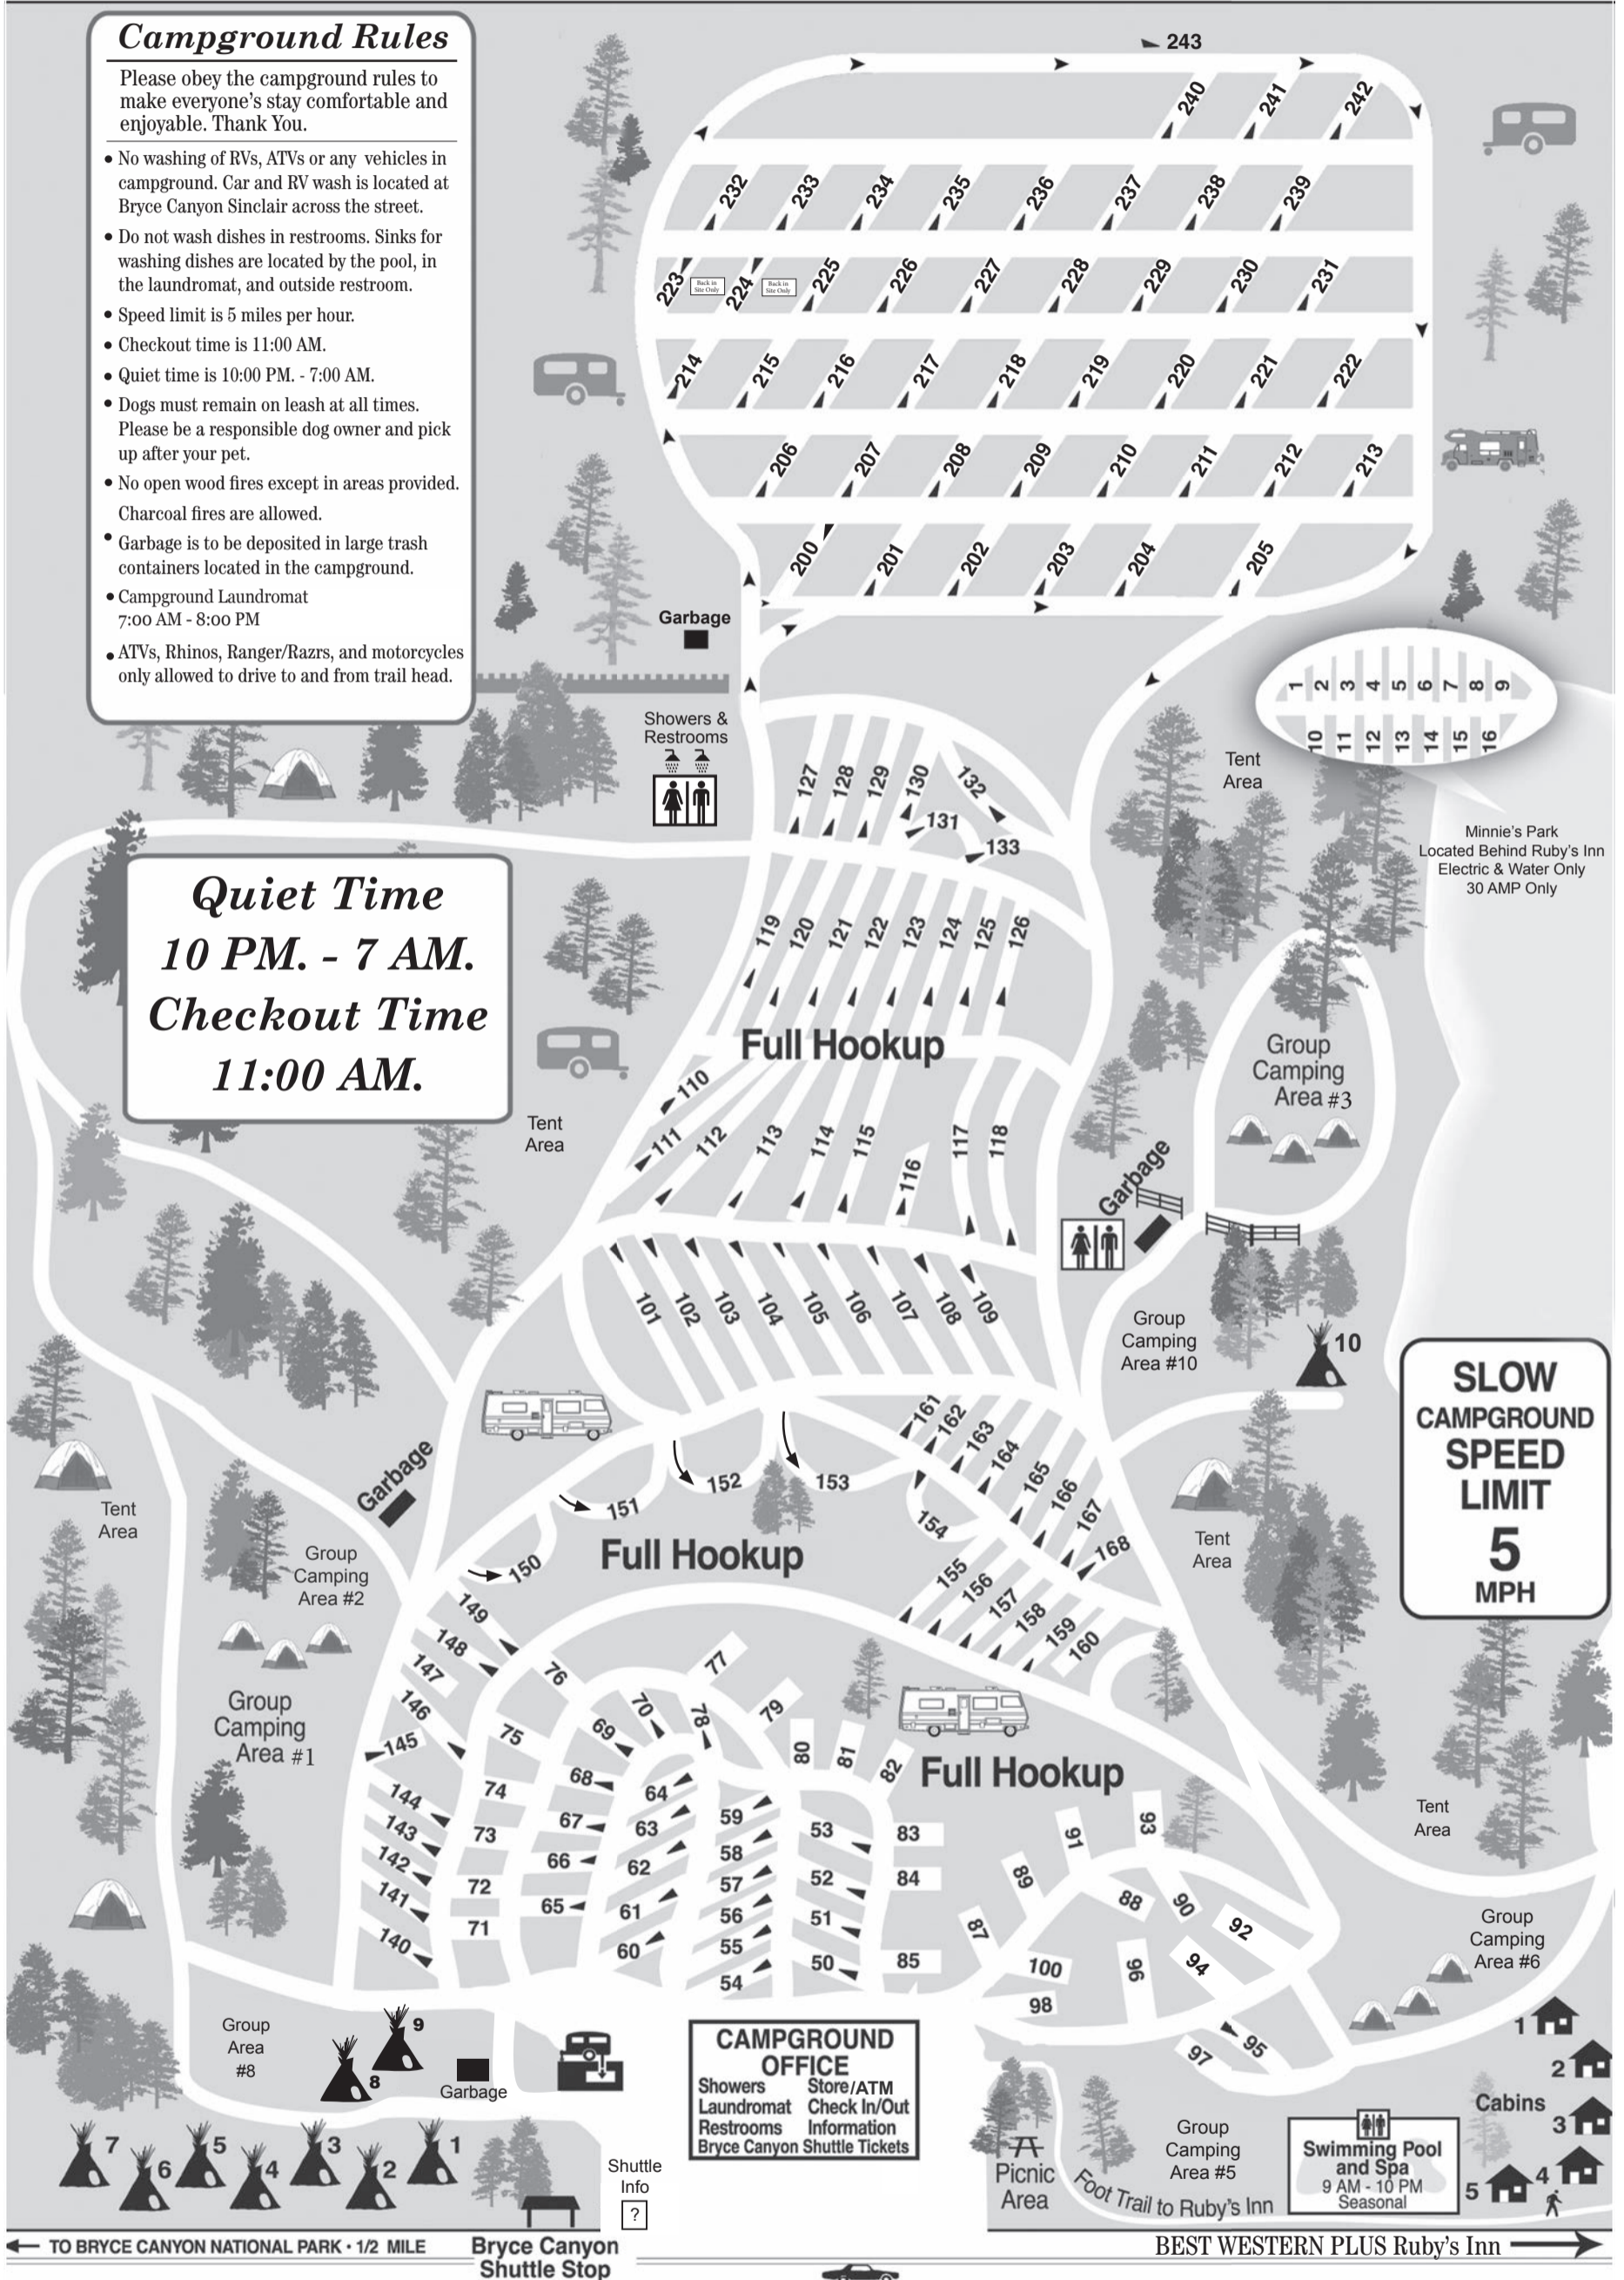 Campground Rules
Please obey the campground rules to
make everyone's stay comfortable and
enjoyable. Thank You.
• No washing of RVs, ATVs or any vehicles in
campground. Car and RV wash is located at
Bryce Canyon Sinclair across the street.
• Do not wash dishes in restrooms. Sinks for
washing dishes are located by the pool, in
the laundromat, and outside restroom.
• Speed limit is 5 miles per hour.
• Checkout time is 11:00 AM.
• Quiet time is 10:00 PM. - 7:00 AM.
• Dogs must remain on leash at all times.
Please be a responsible dog owner and pick
up after your pet.
• No open wood fires except in areas provided.
Charcoal fires are allowed.
• Garbage is to be deposited in large trash
containers located in the campground.
• Campground Laundromat
7:00 AM - 8:00 PM
• ATVs, Rhinos, Ranger/Razrs, and motorcycles
only allowed to drive to and from trail head.
243
240 241 242
232 233 234 235 236 237 238 239
223
Back in
Site Only
224
Back in
Site Only
225 226 227 228 229 230 231
214 215 216 217 218 219 220 221 222
206 207 208 209 210 211 212 213
200 201 202 203 204 205
Garbage
1 2 3 4 5 6 7 8 9
10 11 12 13 14 15 16
Minnie's Park
Located Behind Ruby's Inn
Electric & Water Only
30 AMP Only
Showers &
Restrooms
Tent
Area
127 128 129 130 132
131
133
Quiet Time
10 PM. - 7 AM.
Checkout Time
11:00 AM.
119 120 121 122 123 124 125 126
Full Hookup
Group
Camping
Area #3
Tent
Area
110
111 112 113 114 115 116 117 118
Garbage
101 102 103 104 105 106 107 108 109
Group
Camping
Area #10
10
SLOW
CAMPGROUND
SPEED
LIMIT
5
MPH
161 162 163 164 165 166 167 168
Garbage
150 151 152 153 154
Full Hookup
155 156 157 158 159 160
Tent
Area
Tent
Area
Group
Camping
Area #2
Group
Camping
Area #1
149
148
147
146
145
144
143
142
141
140
76
75
74
73
72
71
70
69
68
67
66
65
64
63
62
61
60
77
78
79
80
81
82
59
58
57
56
55
54
53
52
51
50
83
84
85
Full Hookup
Tent
Area
93
91
89
88
90
92
87
100
98
96
94
95
97
Group
Camping
Area #6
Group
Area
#8
9
8
Garbage
CAMPGROUND
OFFICE
Showers Store/ATM
Laundromat Check In/Out
Restrooms Information
Bryce Canyon Shuttle Tickets
7 6 5 4 3 2 1
Shuttle
Info
?
Picnic
Area
Foot Trail to Ruby's Inn
Group
Camping
Area #5
Swimming Pool
and Spa
9 AM - 10 PM
Seasonal
Cabins
1
2
3
4
5
TO BRYCE CANYON NATIONAL PARK • 1/2 MILE
Bryce Canyon
Shuttle Stop
BEST WESTERN PLUS Ruby's Inn